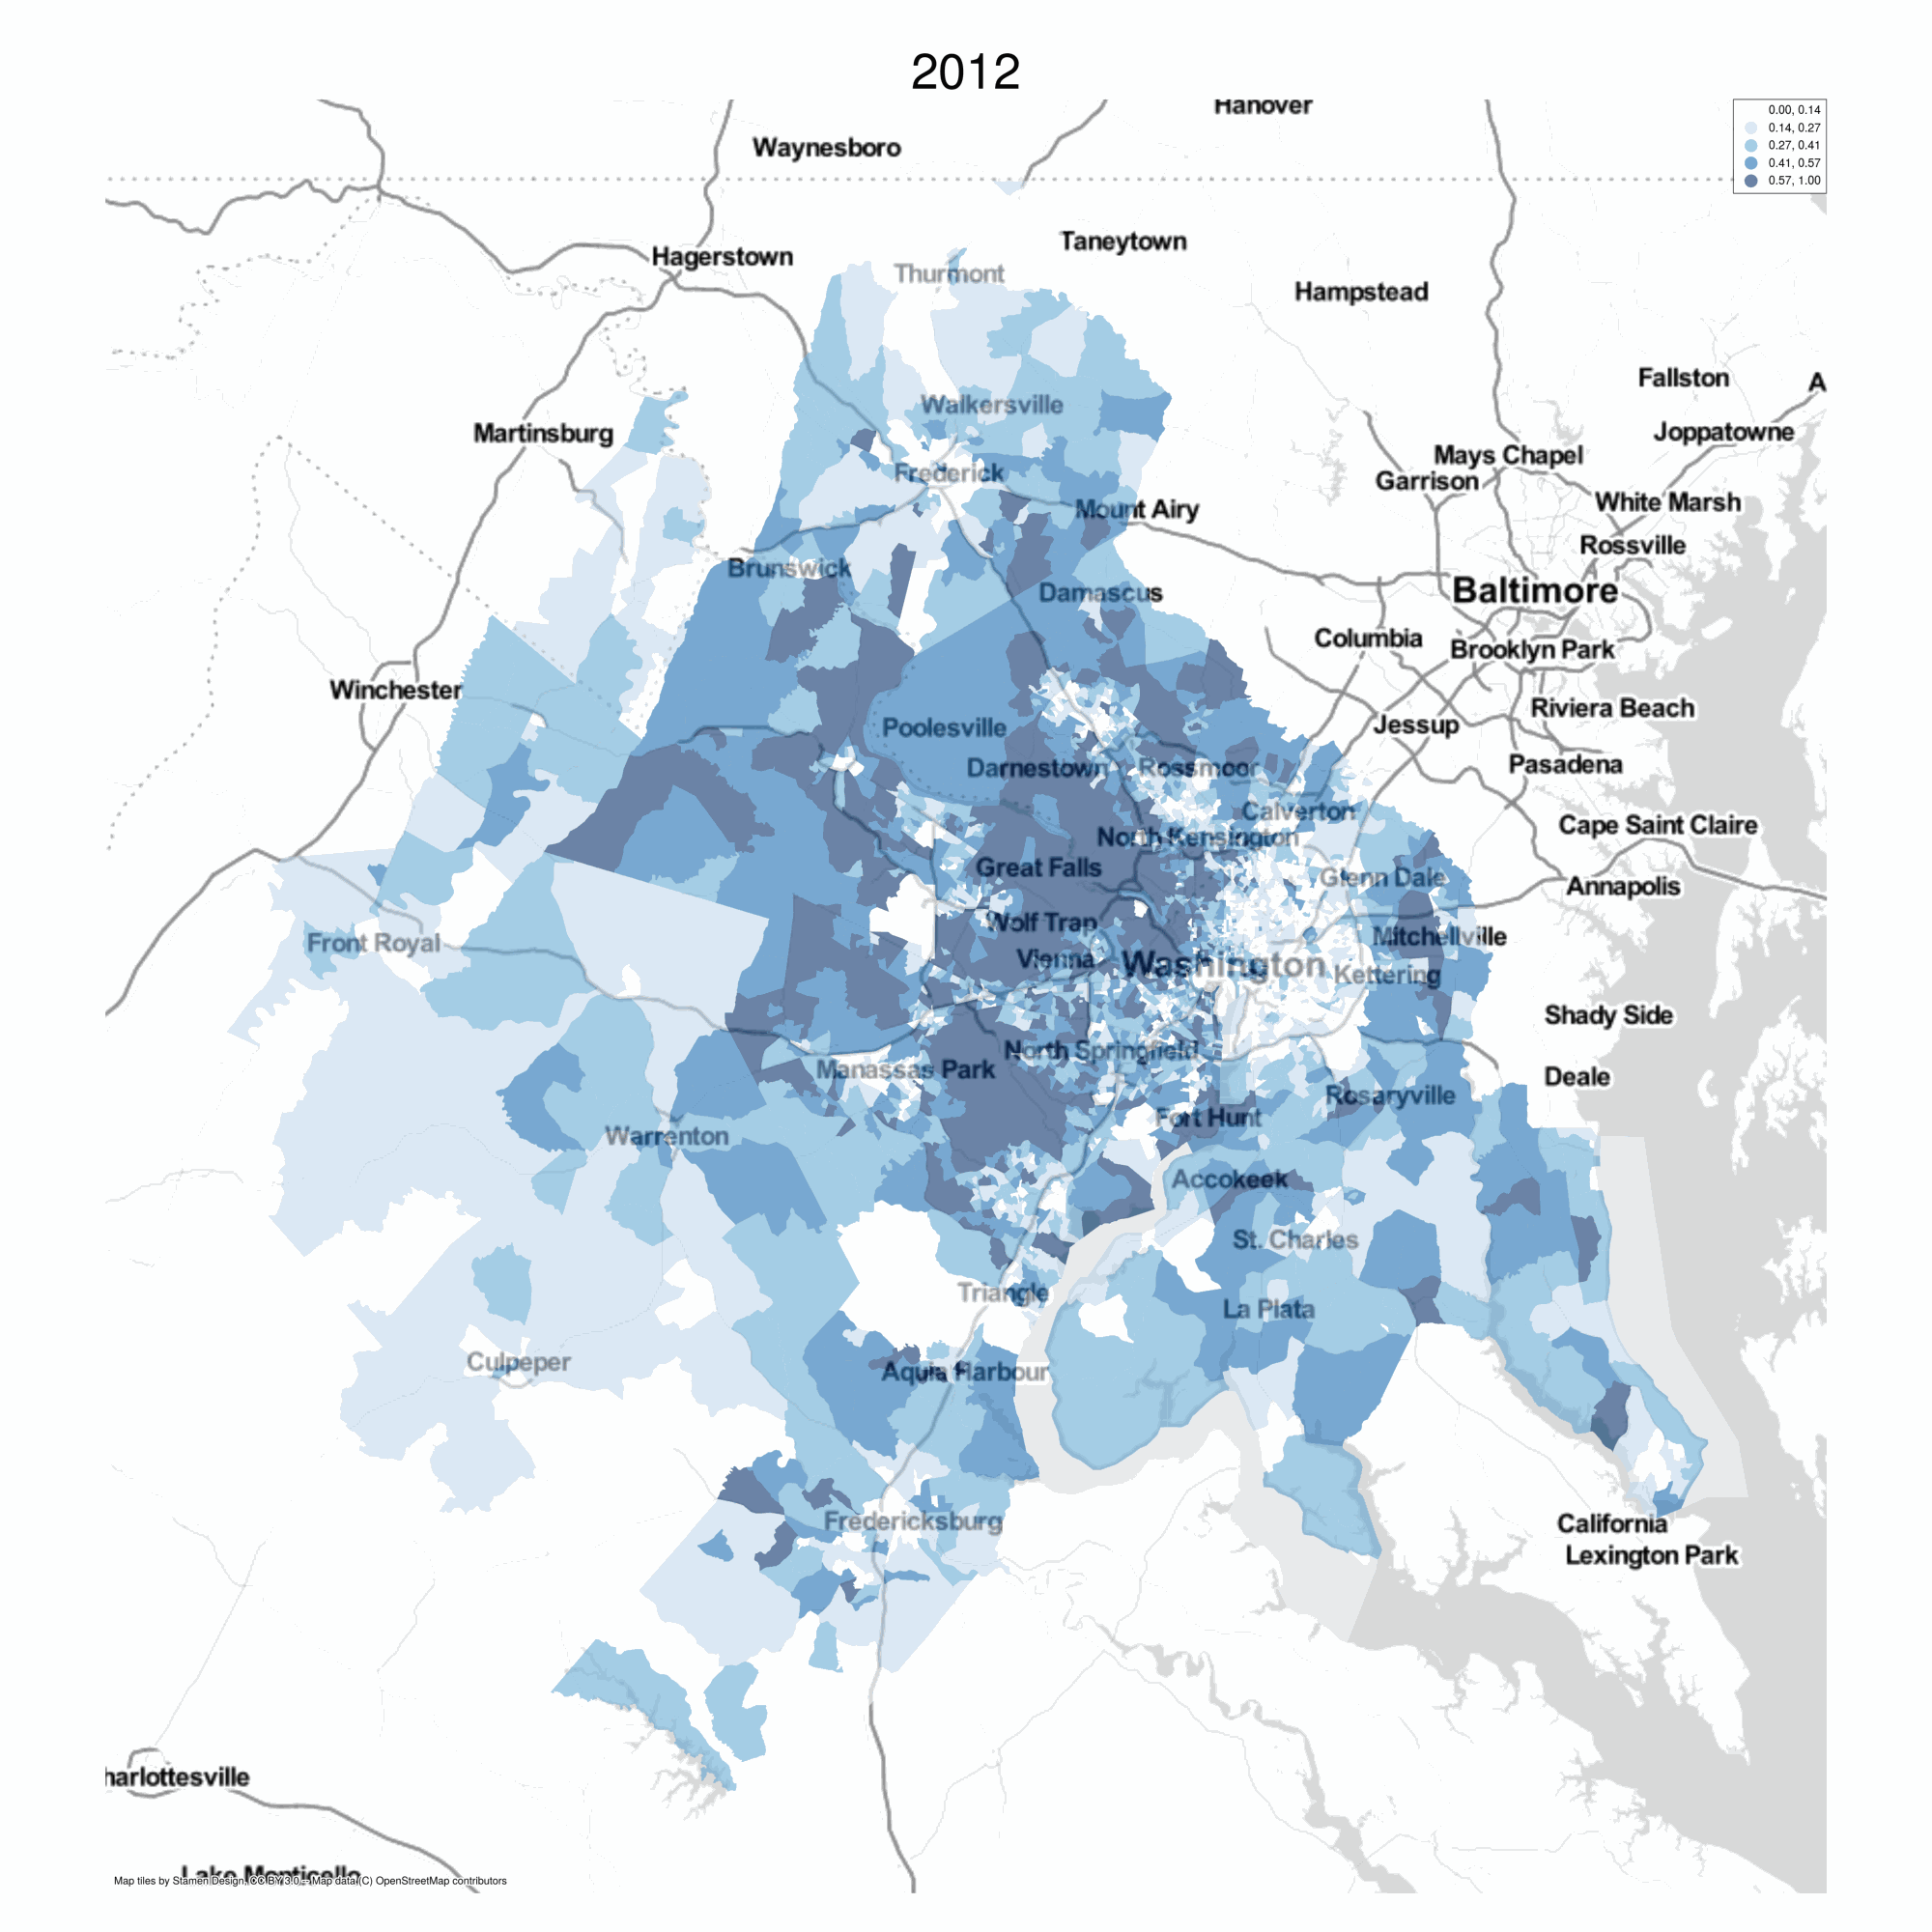 2012
Hanover
0.00, 0.14
0.14, 0.27
0.27, 0.41
0.41, 0.57
0.57, 1.00
Waynesboro
Taneytown
Hagerstown
Thurmont
Hampstead
Fallston
A
Walkersville
Martinsburg
Joppatowne
Mays Chapel
Frederick
Garrison
White Marsh
Mount Airy
Rossville
Brunswick
Baltimore
Damascus
Columbia
Brooklyn Park
Winchester
Riviera Beach
Poolesville
Jessup
Darnestown
Rossmoor
Pasadena
Calverton
Cape Saint Claire
North Kensington
Great Falls
Glenn Dale
Annapolis
Wolf Trap
Front Royal
Mitchellville
Vienna
Washington
Kettering
Shady Side
North Springfield
Manassas Park
Deale
Rosaryville
Fort Hunt
Warrenton
Accokeek
St. Charles
Triangle
La Plata
Culpeper
Aquia Harbour
Fredericksburg
California
Lexington Park
harlottesville
Lake Monticello
Map tiles by Stamen Design, CC BY 3.0 -- Map data (C) OpenStreetMap contributors